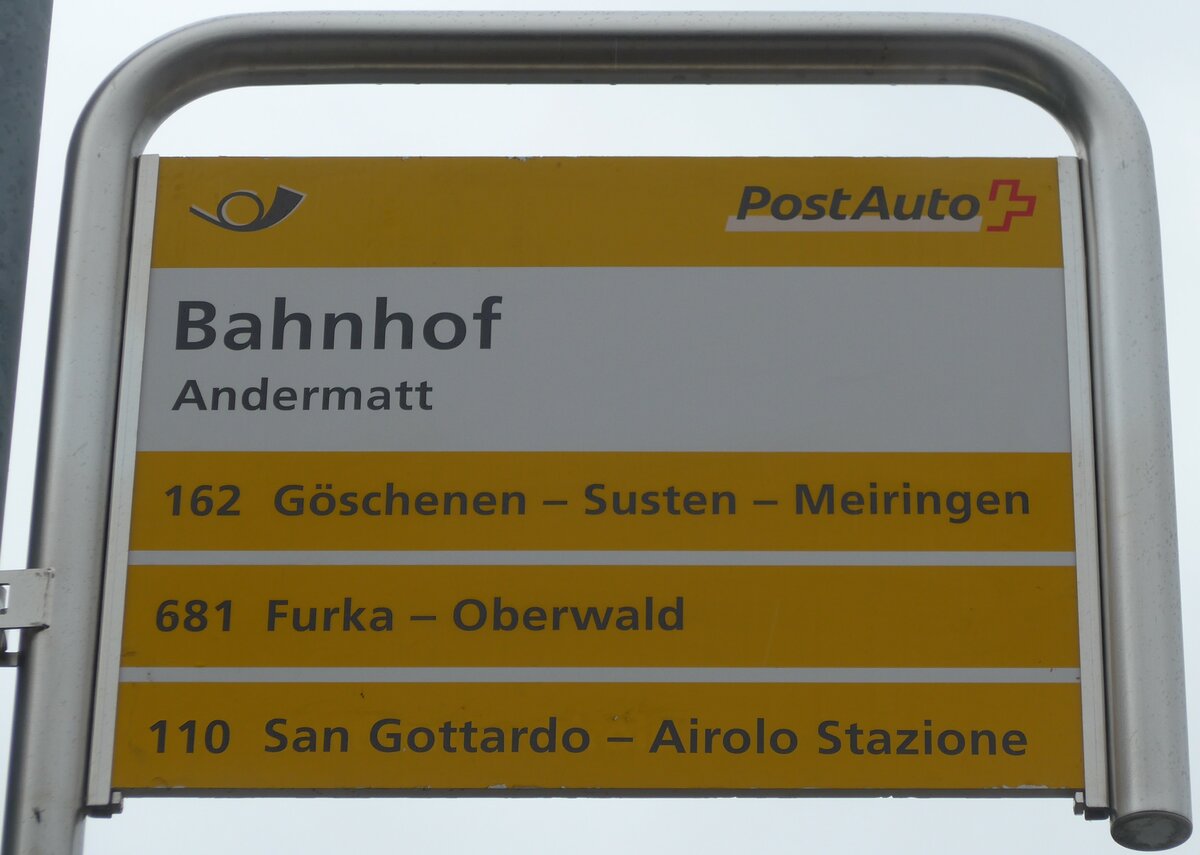 PostAuto
Bahnhof
Andermatt
162 Göschenen – Susten – Meiringen
681 Furka – Oberwald
110 San Gottardo – Airolo Stazione